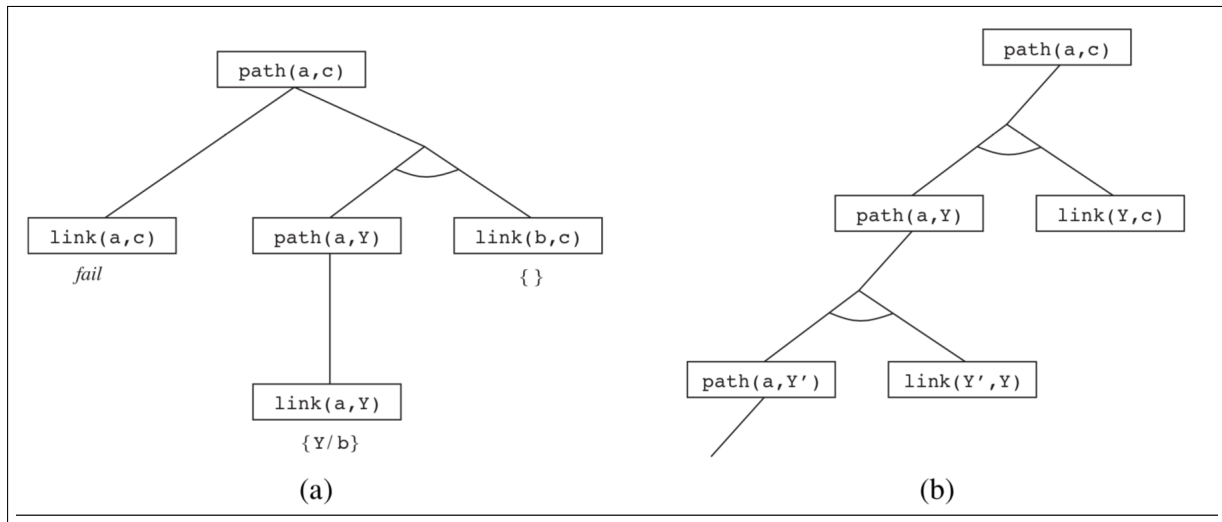 path(a,c)
link(a,c)
path(a,Y)
link(b,c)
fail
{ }
link(a,Y)
{Y/b}
(a)
path(a,c)
path(a,Y)
link(Y,c)
path(a,Y’)
link(Y’,Y)
(b)